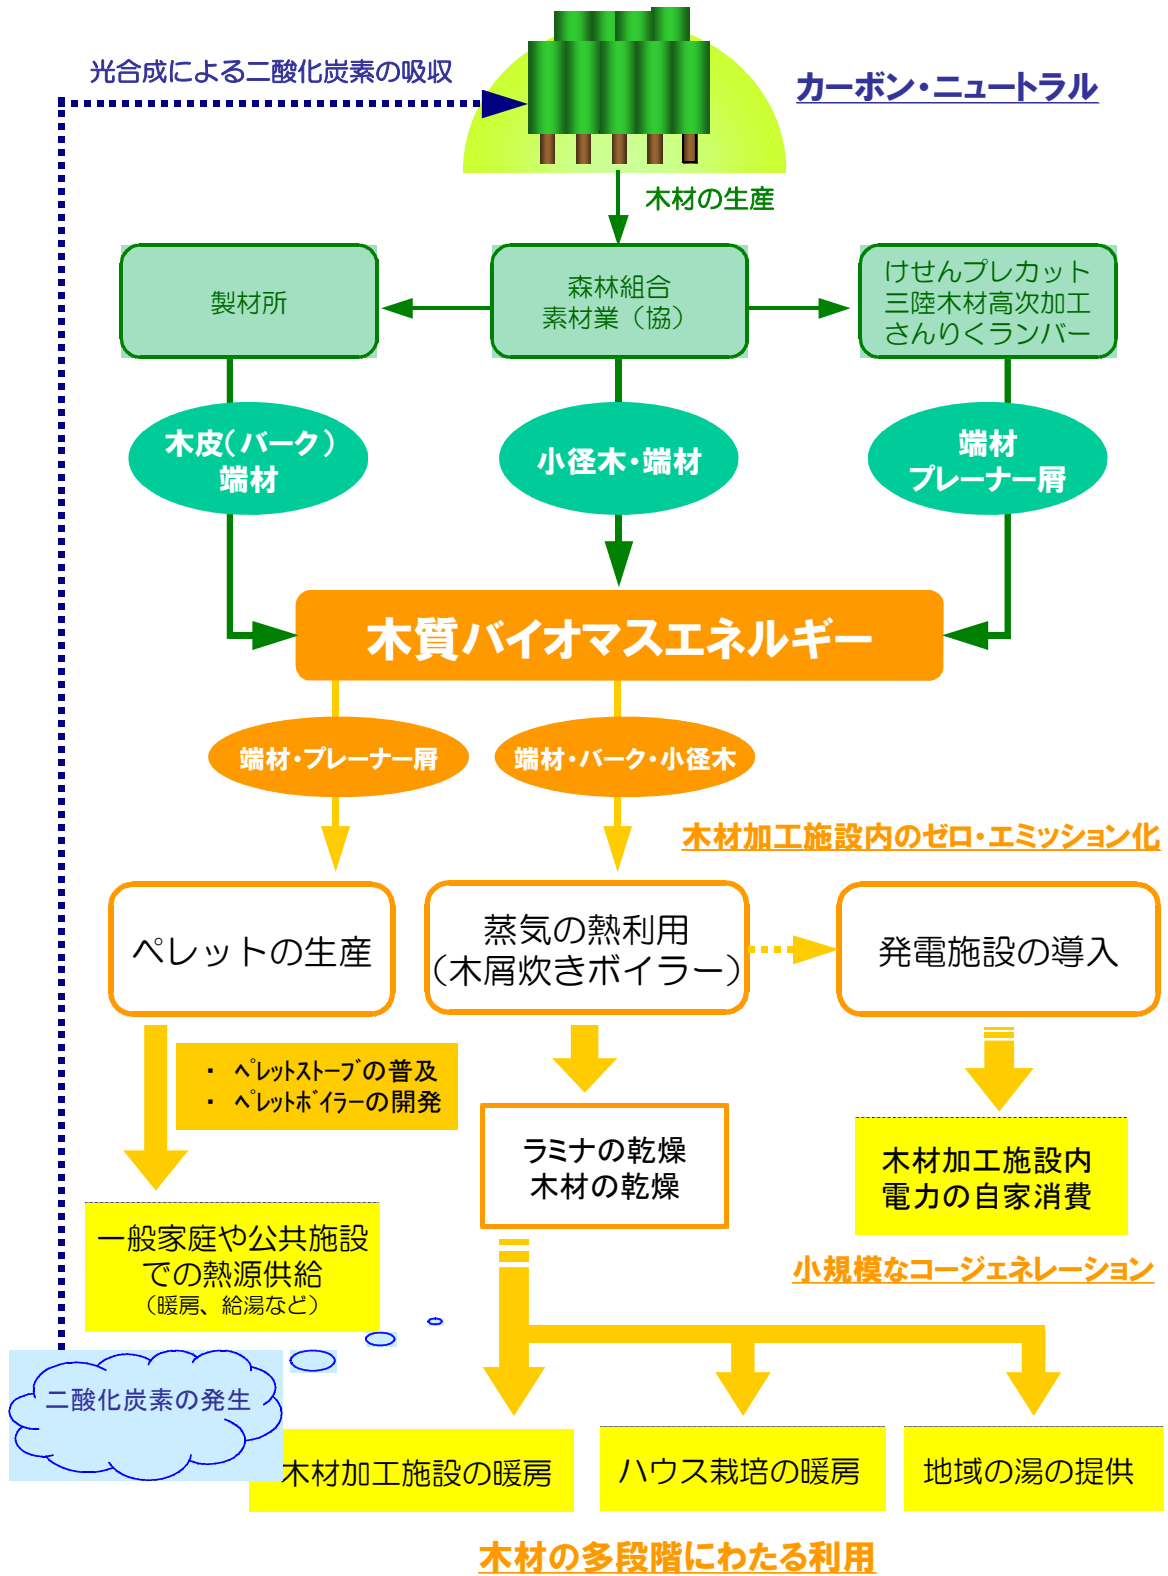 光合成による二酸化炭素の吸収
カーボン・ニュートラル
木材の生産
製材所
森林組合
素材業（協）
けせんプレカット
三陸木材高次加工
さんりくランバー
木皮（バーク）
端材
小径木・端材
端材
プレーナー屑
木質バイオマスエネルギー
端材・プレーナー屑
端材・バーク・小径木
木材加工施設内のゼロ・エミッション化
ペレットの生産
蒸気の熱利用
（木屑炊きボイラー）
発電施設の導入
・ ﾍﾟﾚｯﾄｽﾄｰﾌﾞの普及
・ ﾍﾟﾚｯﾄﾎﾞｲﾗｰの開発
ラミナの乾燥
木材の乾燥
木材加工施設内
電力の自家消費
一般家庭や公共施設
での熱源供給
（暖房、給湯など）
小規模なコージェネレーション
二酸化炭素の発生
木材加工施設の暖房
ハウス栽培の暖房
地域の湯の提供
木材の多段階にわたる利用